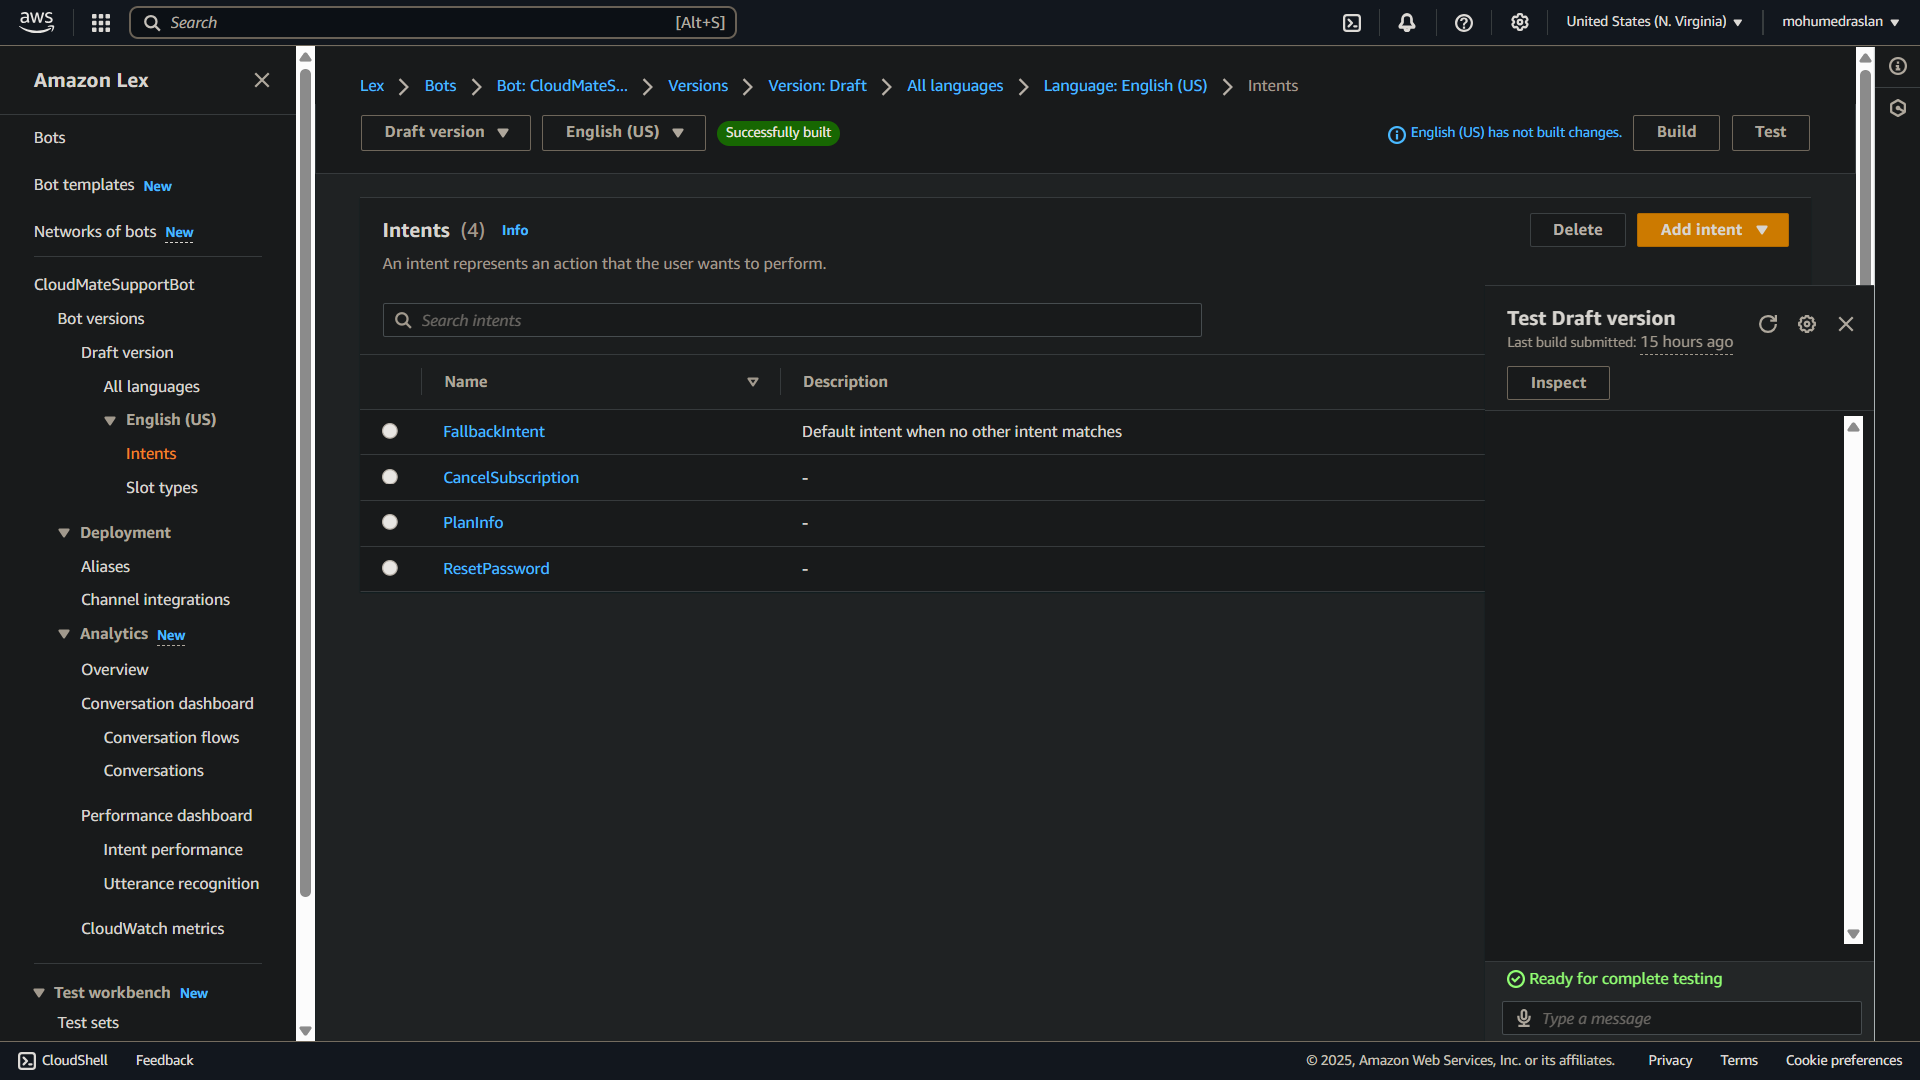 aws
Search
[Alt+S]
United States (N. Virginia)
mohumedraslan
Amazon Lex
Bots
Bot templates New
Networks of bots New
CloudMateSupportBot
Bot versions
Draft version
All languages
English (US)
Intents
Slot types
Deployment
Aliases
Channel integrations
Analytics New
Overview
Conversation dashboard
Conversation flows
Conversations
Performance dashboard
Intent performance
Utterance recognition
CloudWatch metrics
Test workbench New
Test sets
Lex
Bots
Bot: CloudMateS...
Versions
Version: Draft
All languages
Language: English (US)
Intents
Draft version
English (US)
Successfully built
English (US) has not built changes.
Build
Test
Intents (4) Info
An intent represents an action that the user wants to perform.
Delete
Add intent
Search intents
Name
Description
FallbackIntent
Default intent when no other intent matches
CancelSubscription
-
PlanInfo
-
ResetPassword
-
Test Draft version
Last build submitted: 15 hours ago
Inspect
Ready for complete testing
Type a message
CloudShell
Feedback
© 2025, Amazon Web Services, Inc. or its affiliates.
Privacy
Terms
Cookie preferences